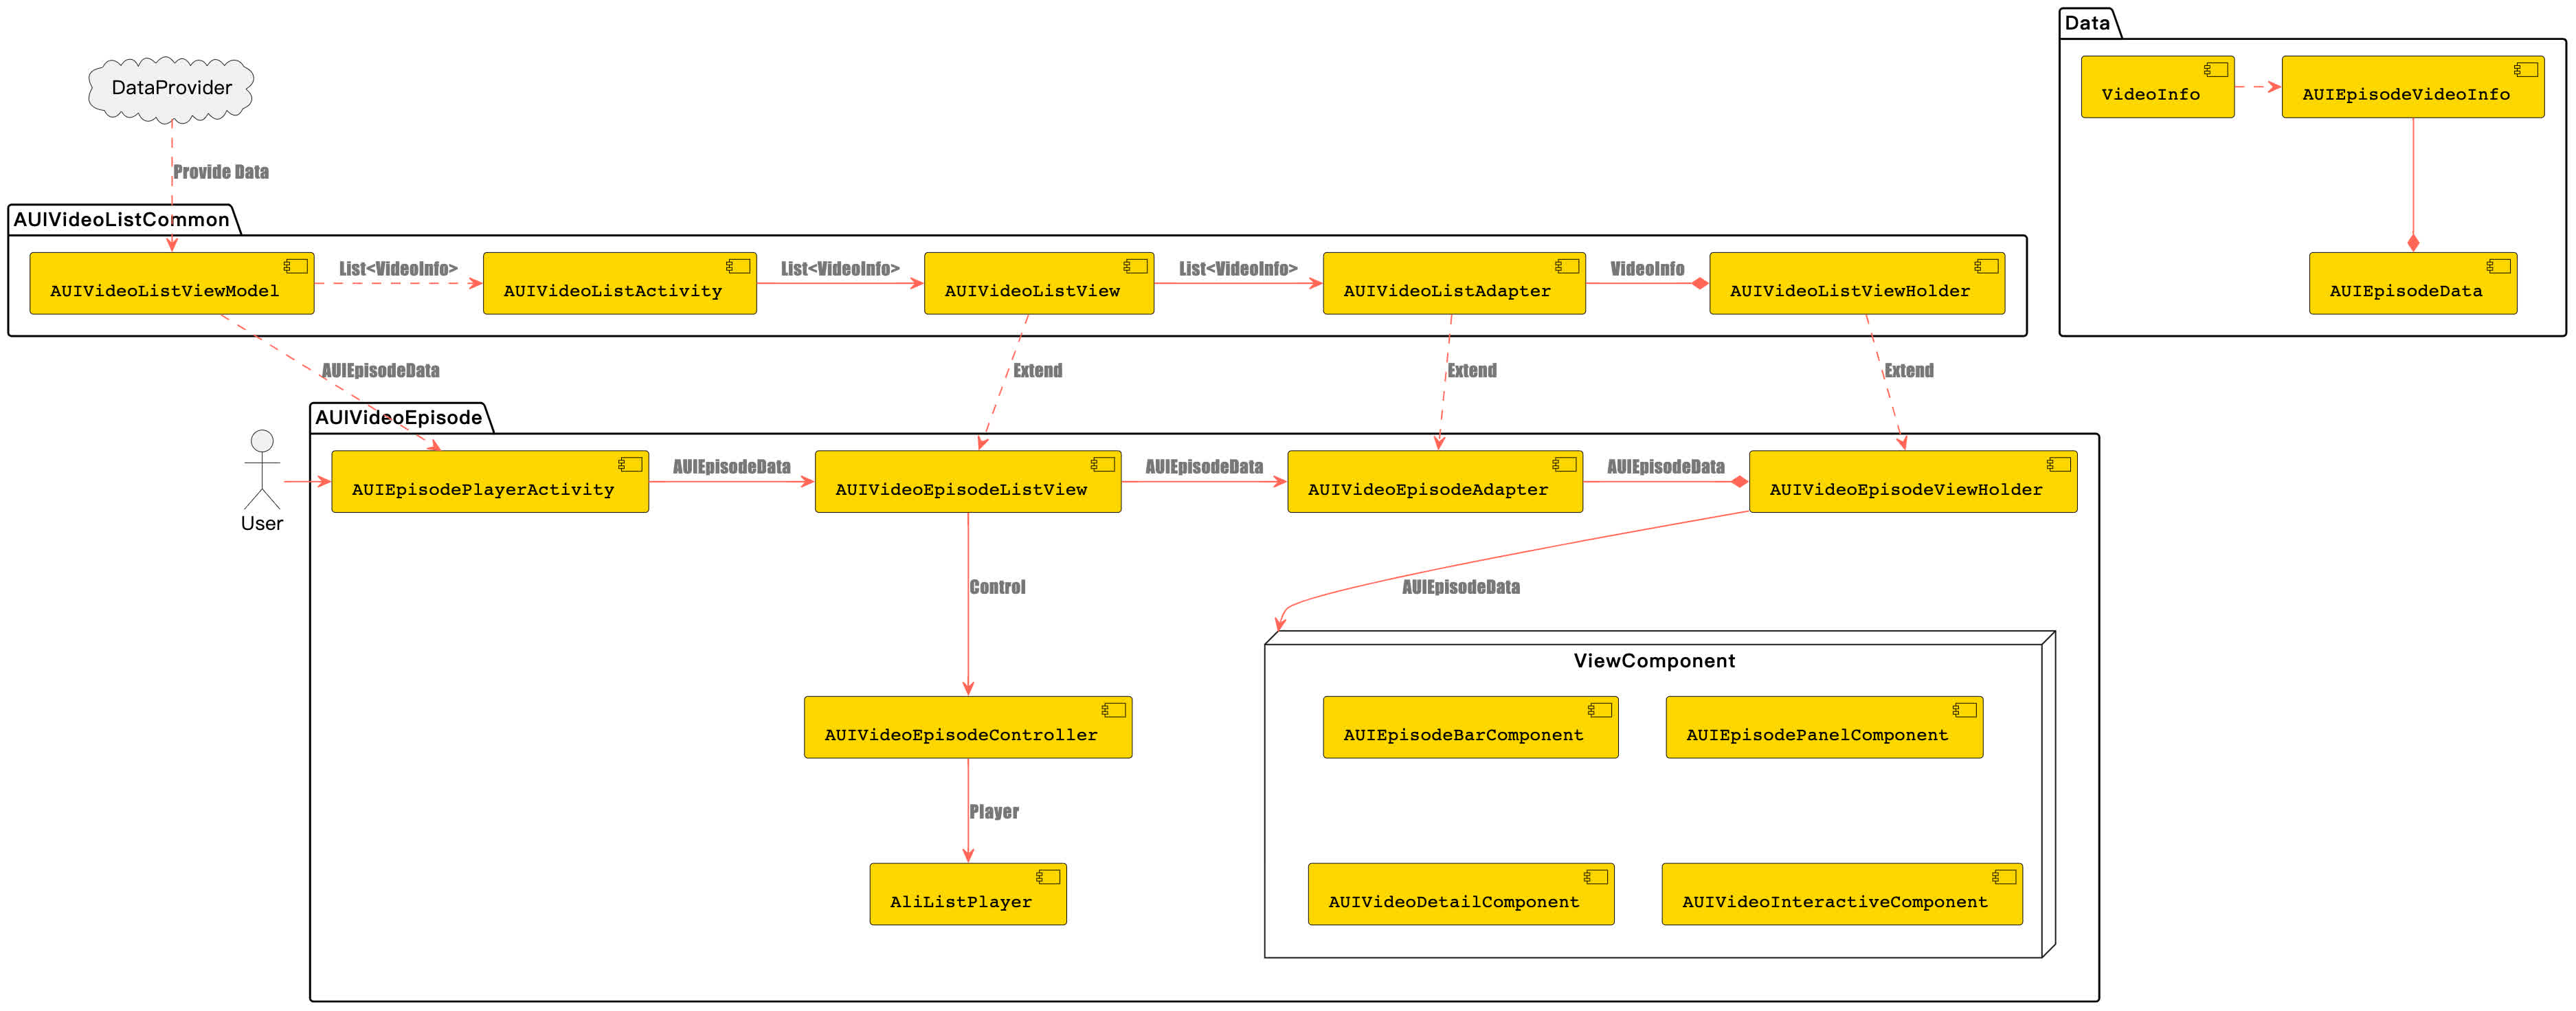 Data
DataProvider
VideoInfo
AUIEpisodeVideoInfo
Provide Data
AUIVideoListCommon
AUIVideoListViewModel
List<VideoInfo>
AUIVideoListActivity
List<VideoInfo>
AUIVideoListView
List<VideoInfo>
AUIVideoListAdapter
VideoInfo
AUIVideoListViewHolder
AUIEpisodeData
AUIEpisodeData
Extend
Extend
Extend
AUIVideoEpisode
User
AUIEpisodePlayerActivity
AUIEpisodeData
AUIVideoEpisodeListView
AUIEpisodeData
AUIVideoEpisodeAdapter
AUIEpisodeData
AUIVideoEpisodeViewHolder
Control
AUIEpisodeData
ViewComponent
AUIVideoEpisodeController
AUIEpisodeBarComponent
AUIEpisodePanelComponent
Player
AliListPlayer
AUIVideoDetailComponent
AUIVideoInteractiveComponent